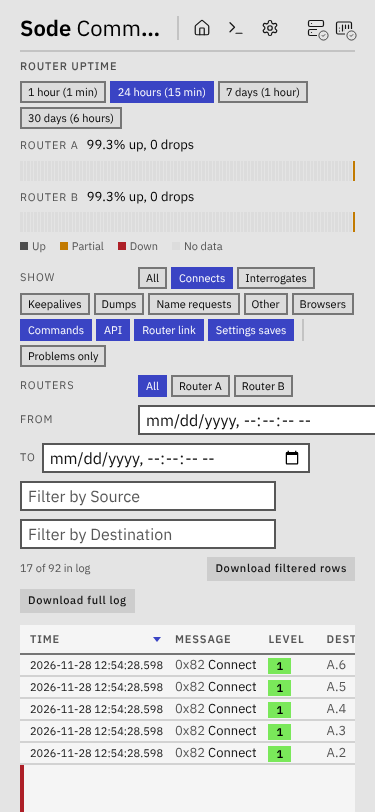 Sode Comm...
ROUTER UPTIME
1 hour (1 min) 24 hours (15 min) 7 days (1 hour)
30 days (6 hours)
ROUTER A 99.3% up, 0 drops
ROUTER B 99.3% up, 0 drops
Up Partial Down No data
SHOW All Connects Interrogates
Keepalives Dumps Name requests Other Browsers
Commands API Router link Settings saves
Problems only
ROUTERS All Router A Router B
FROM mm/dd/yyyy, --:--:-- --
TO mm/dd/yyyy, --:--:-- --
Filter by Source
Filter by Destination
17 of 92 in log Download filtered rows
Download full log
TIME MESSAGE LEVEL DEST
2026-11-28 12:54:28.598 0x82 Connect 1 A.6
2026-11-28 12:54:28.598 0x82 Connect 1 A.5
2026-11-28 12:54:28.598 0x82 Connect 1 A.4
2026-11-28 12:54:28.598 0x82 Connect 1 A.3
2026-11-28 12:54:28.598 0x82 Connect 1 A.2